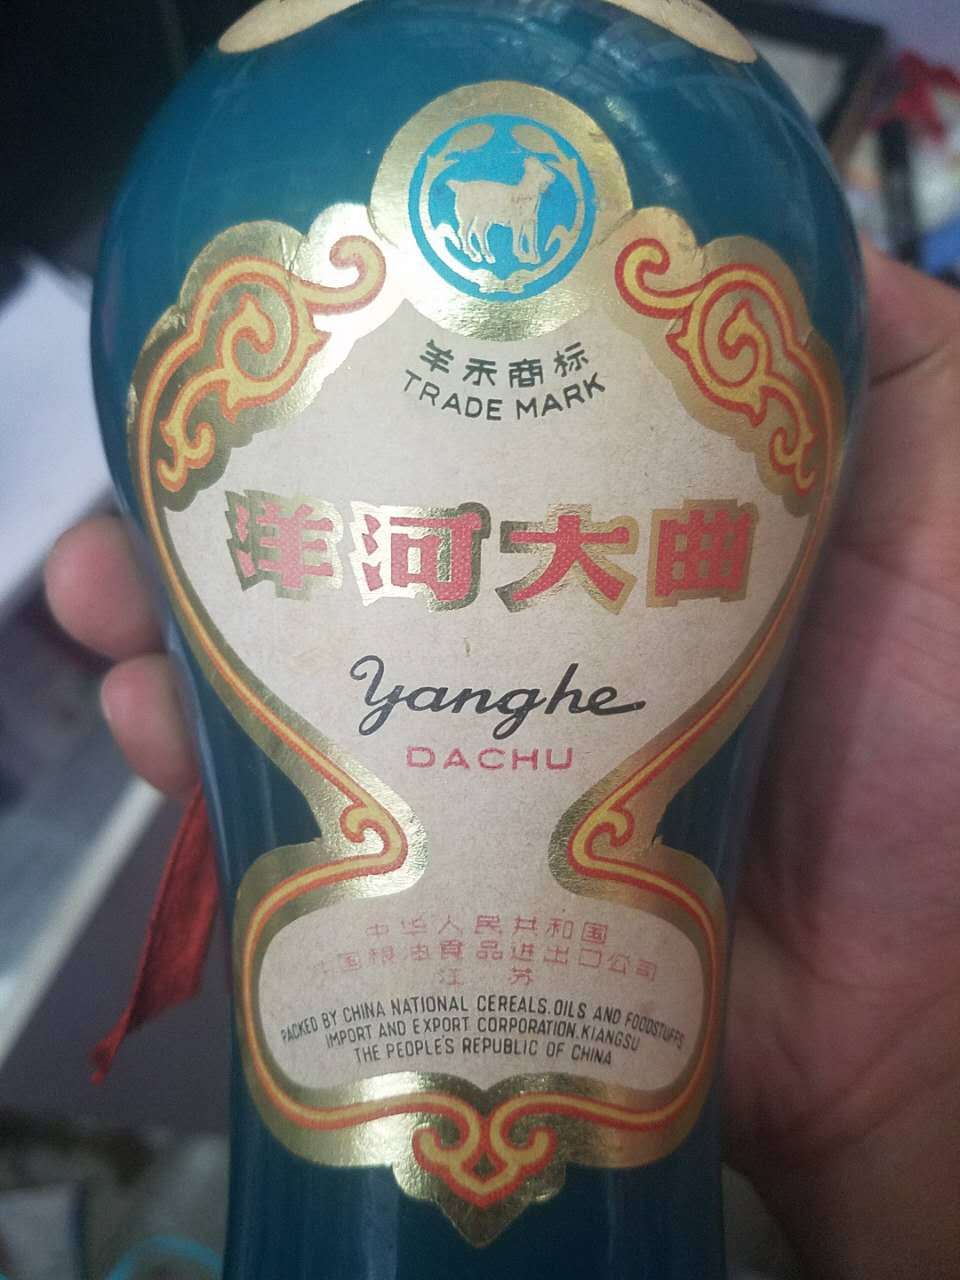 羊禾商标
TRADE MARK
洋河大曲
yanghe
DACHU
中华人民共和国
中国粮油食品进出口公司
江苏
PACKED BY CHINA NATIONAL CEREALS.OILS AND FOODSTUFFS
IMPORT AND EXPORT CORPORATION.KIANGSU
THE PEOPLE'S REPUBLIC OF CHINA